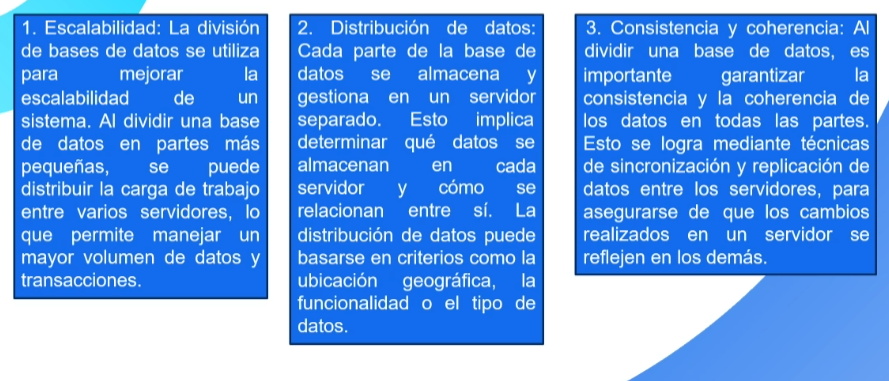 1. Escalabilidad: La división
de bases de datos se utiliza
para mejorar la
escalabilidad de un
sistema. Al dividir una base
de datos en partes más
pequeñas, se puede
distribuir la carga de trabajo
entre varios servidores, lo
que permite manejar un
mayor volumen de datos y
transacciones.
2. Distribución de datos:
Cada parte de la base de
datos se almacena y
gestiona en un servidor
separado. Esto implica
determinar qué datos se
almacenan en cada
servidor y cómo se
relacionan entre sí. La
distribución de datos puede
basarse en criterios como la
ubicación geográfica, la
funcionalidad o el tipo de
datos.
3. Consistencia y coherencia: Al
dividir una base de datos, es
importante garantizar la
consistencia y la coherencia de
los datos en todas las partes.
Esto se logra mediante técnicas
de sincronización y replicación de
datos entre los servidores, para
asegurarse de que los cambios
realizados en un servidor se
reflejen en los demás.